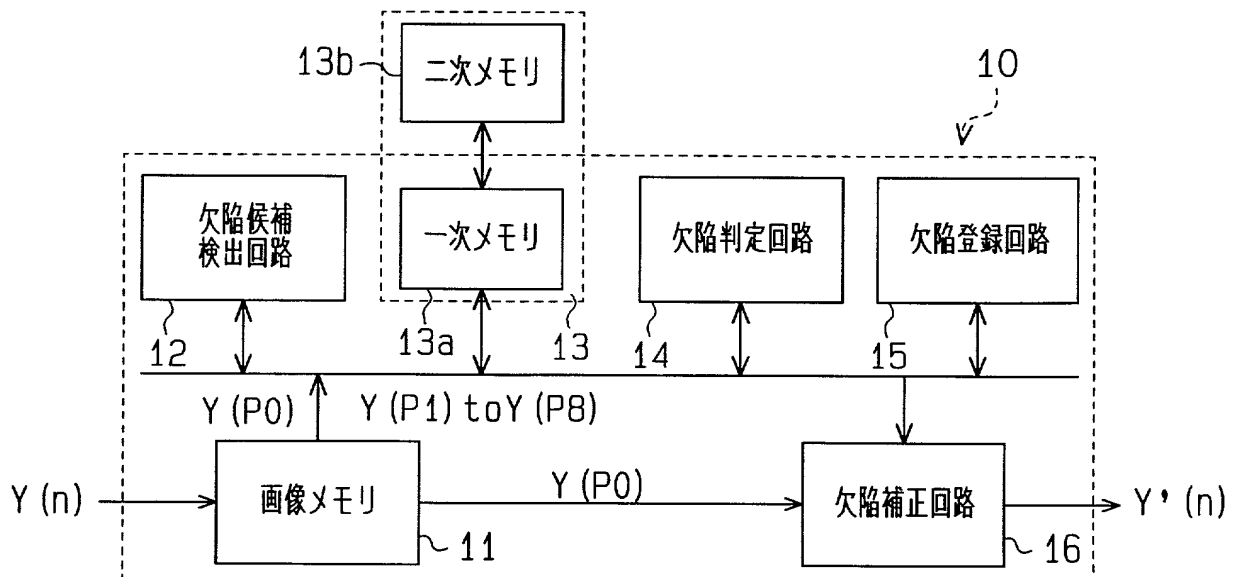 13b
二次メモリ
10
欠陥候補
検出回路
一次メモリ
欠陥判定回路
欠陥登録回路
12
13a
13
14
15
Y(P0)
Y(P1)toY(P8)
Y(n)
画像メモリ
Y(P0)
欠陥補正回路
Y'(n)
11
16